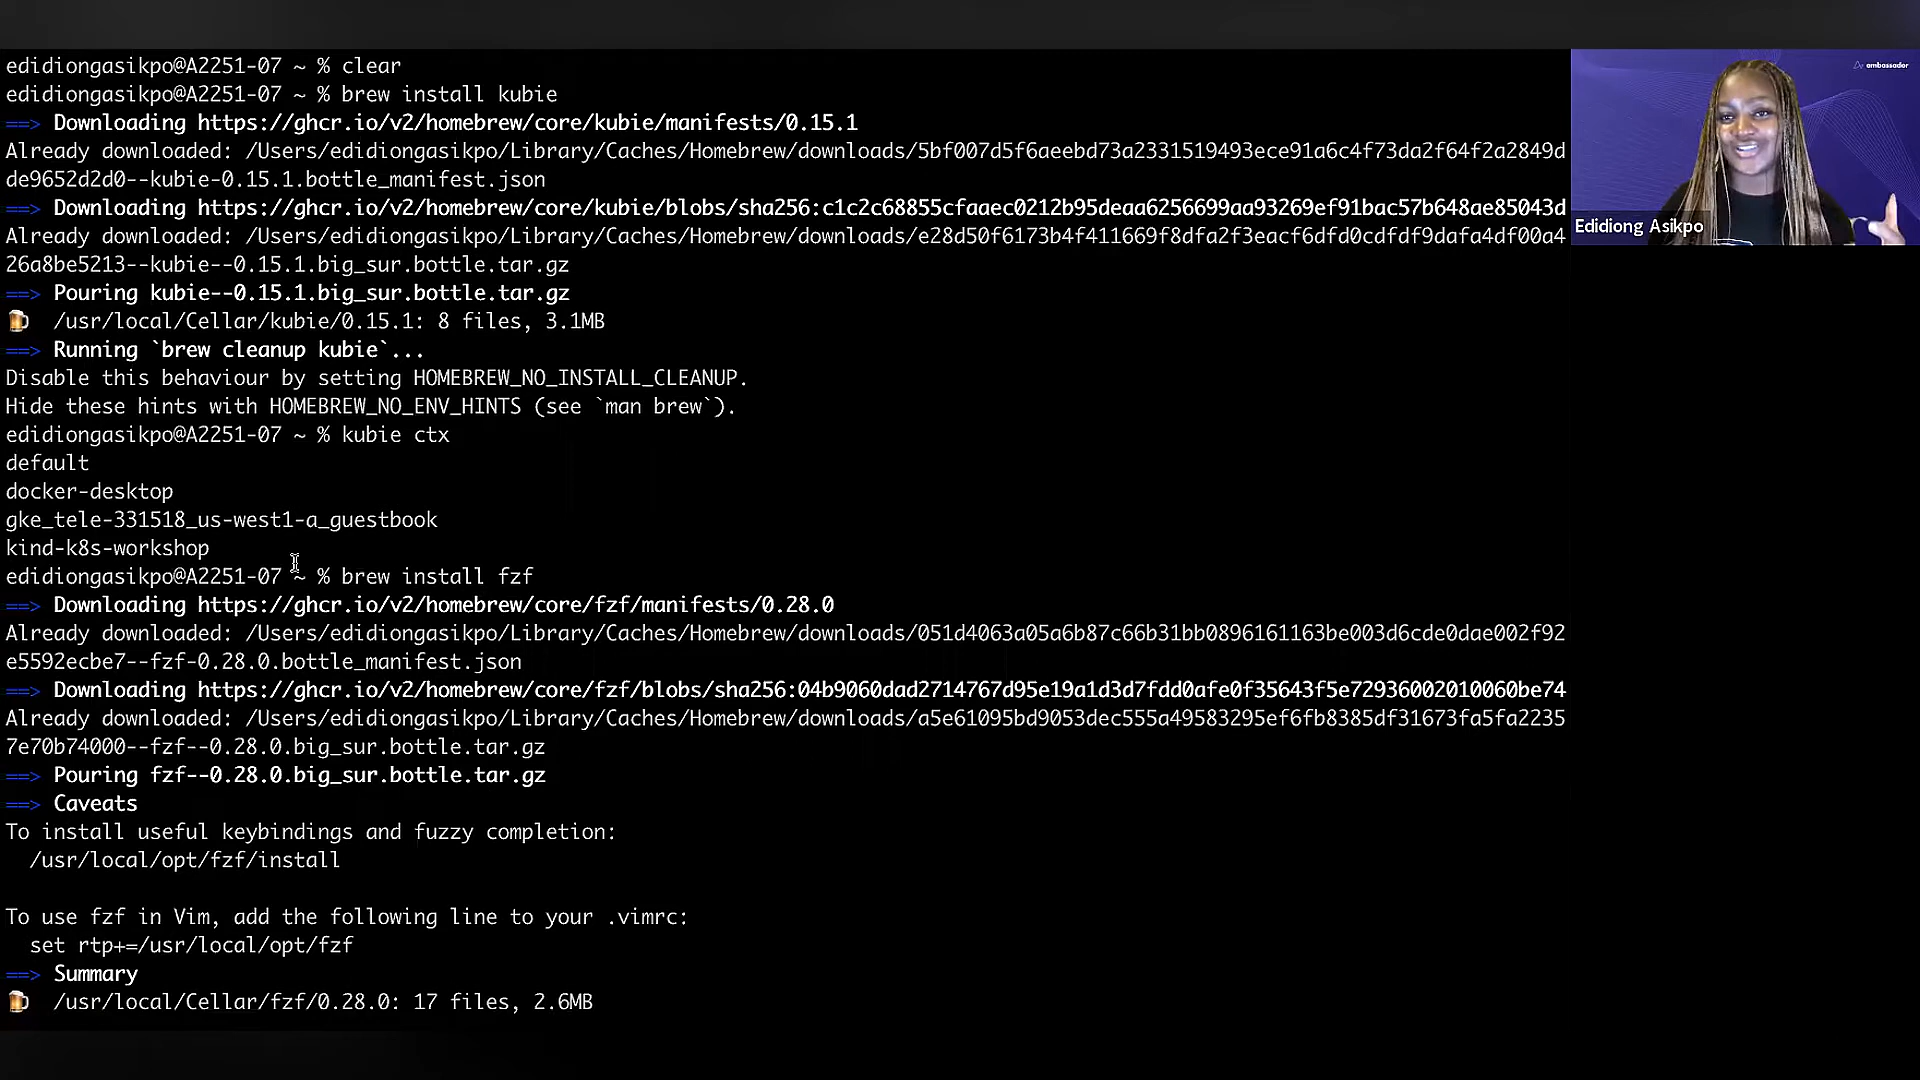 edidiongasikpo@A2251-07 ~ % clear
edidiongasikpo@A2251-07 ~ % brew install kubie
==> Downloading https://ghcr.io/v2/homebrew/core/kubie/manifests/0.15.1
Already downloaded: /Users/edidiongasikpo/Library/Caches/Homebrew/downloads/5bf007d5f6aeebd73a2331519493ece91a6c4f73da2f64f2a2849d
de9652d2d0--kubie-0.15.1.bottle_manifest.json
==> Downloading https://ghcr.io/v2/homebrew/core/kubie/blobs/sha256:c1c2c68855cfaaec0212b95deaa6256699aa93269ef91bac57b648ae85043d
Already downloaded: /Users/edidiongasikpo/Library/Caches/Homebrew/downloads/e28d50f6173b4f411669f8dfa2f3eacf6dfd0cdfdf9dafa4df00a4
26a8be5213--kubie--0.15.1.big_sur.bottle.tar.gz
==> Pouring kubie--0.15.1.big_sur.bottle.tar.gz
🍺 /usr/local/Cellar/kubie/0.15.1: 8 files, 3.1MB
==> Running `brew cleanup kubie`...
Disable this behaviour by setting HOMEBREW_NO_INSTALL_CLEANUP.
Hide these hints with HOMEBREW_NO_ENV_HINTS (see `man brew`).
edidiongasikpo@A2251-07 ~ % kubie ctx
default
docker-desktop
gke_tele-331518_us-west1-a_guestbook
kind-k8s-workshop
edidiongasikpo@A2251-07 ~ % brew install fzf
==> Downloading https://ghcr.io/v2/homebrew/core/fzf/manifests/0.28.0
Already downloaded: /Users/edidiongasikpo/Library/Caches/Homebrew/downloads/051d4063a05a6b87c66b31bb0896161163be003d6cde0dae002f92
e5592ecbe7--fzf-0.28.0.bottle_manifest.json
==> Downloading https://ghcr.io/v2/homebrew/core/fzf/blobs/sha256:04b9060dad2714767d95e19a1d3d7fdd0afe0f35643f5e72936002010060be74
Already downloaded: /Users/edidiongasikpo/Library/Caches/Homebrew/downloads/a5e61095bd9053dec555a49583295ef6fb8385df31673fa5fa2235
7e70b74000--fzf--0.28.0.big_sur.bottle.tar.gz
==> Pouring fzf--0.28.0.big_sur.bottle.tar.gz
==> Caveats
To install useful keybindings and fuzzy completion:
/usr/local/opt/fzf/install
To use fzf in Vim, add the following line to your .vimrc:
set rtp+=/usr/local/opt/fzf
==> Summary
🍺 /usr/local/Cellar/fzf/0.28.0: 17 files, 2.6MB
ambassador
Edidiong Asikpo